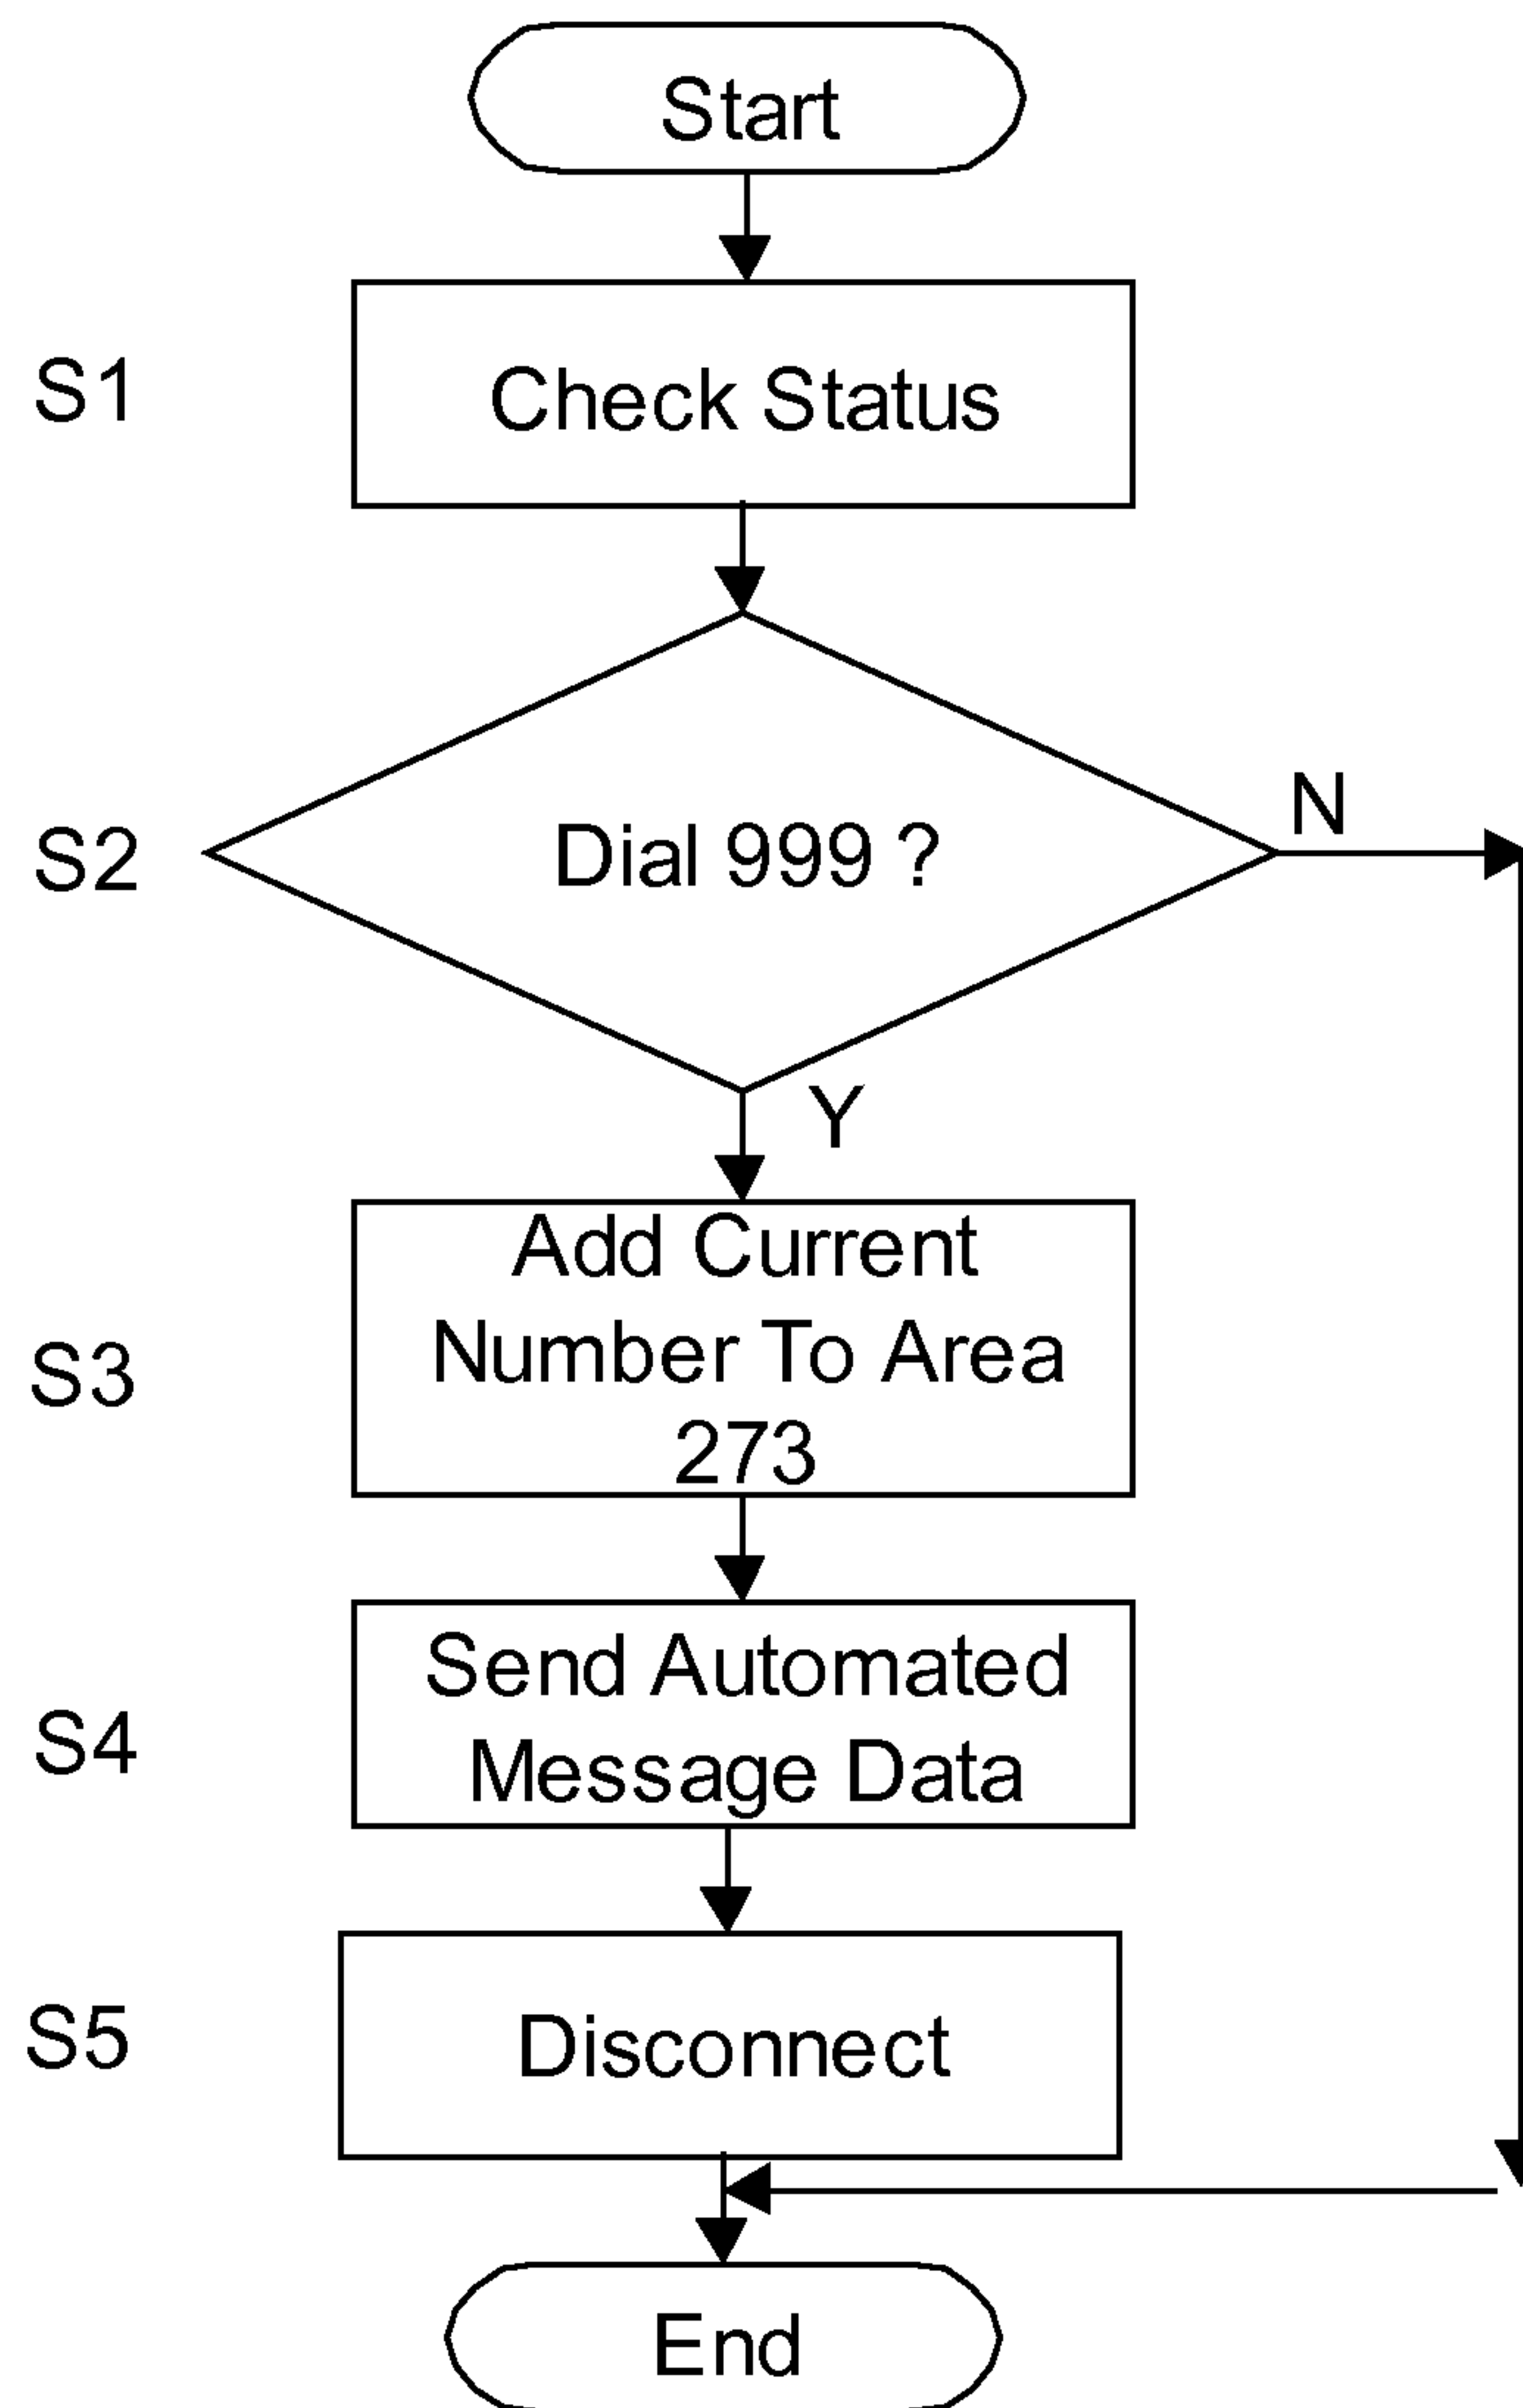 Start
S1
Check Status
S2
Dial 999 ?
N
Y
S3
Add Current
Number To Area
273
S4
Send Automated
Message Data
S5
Disconnect
End